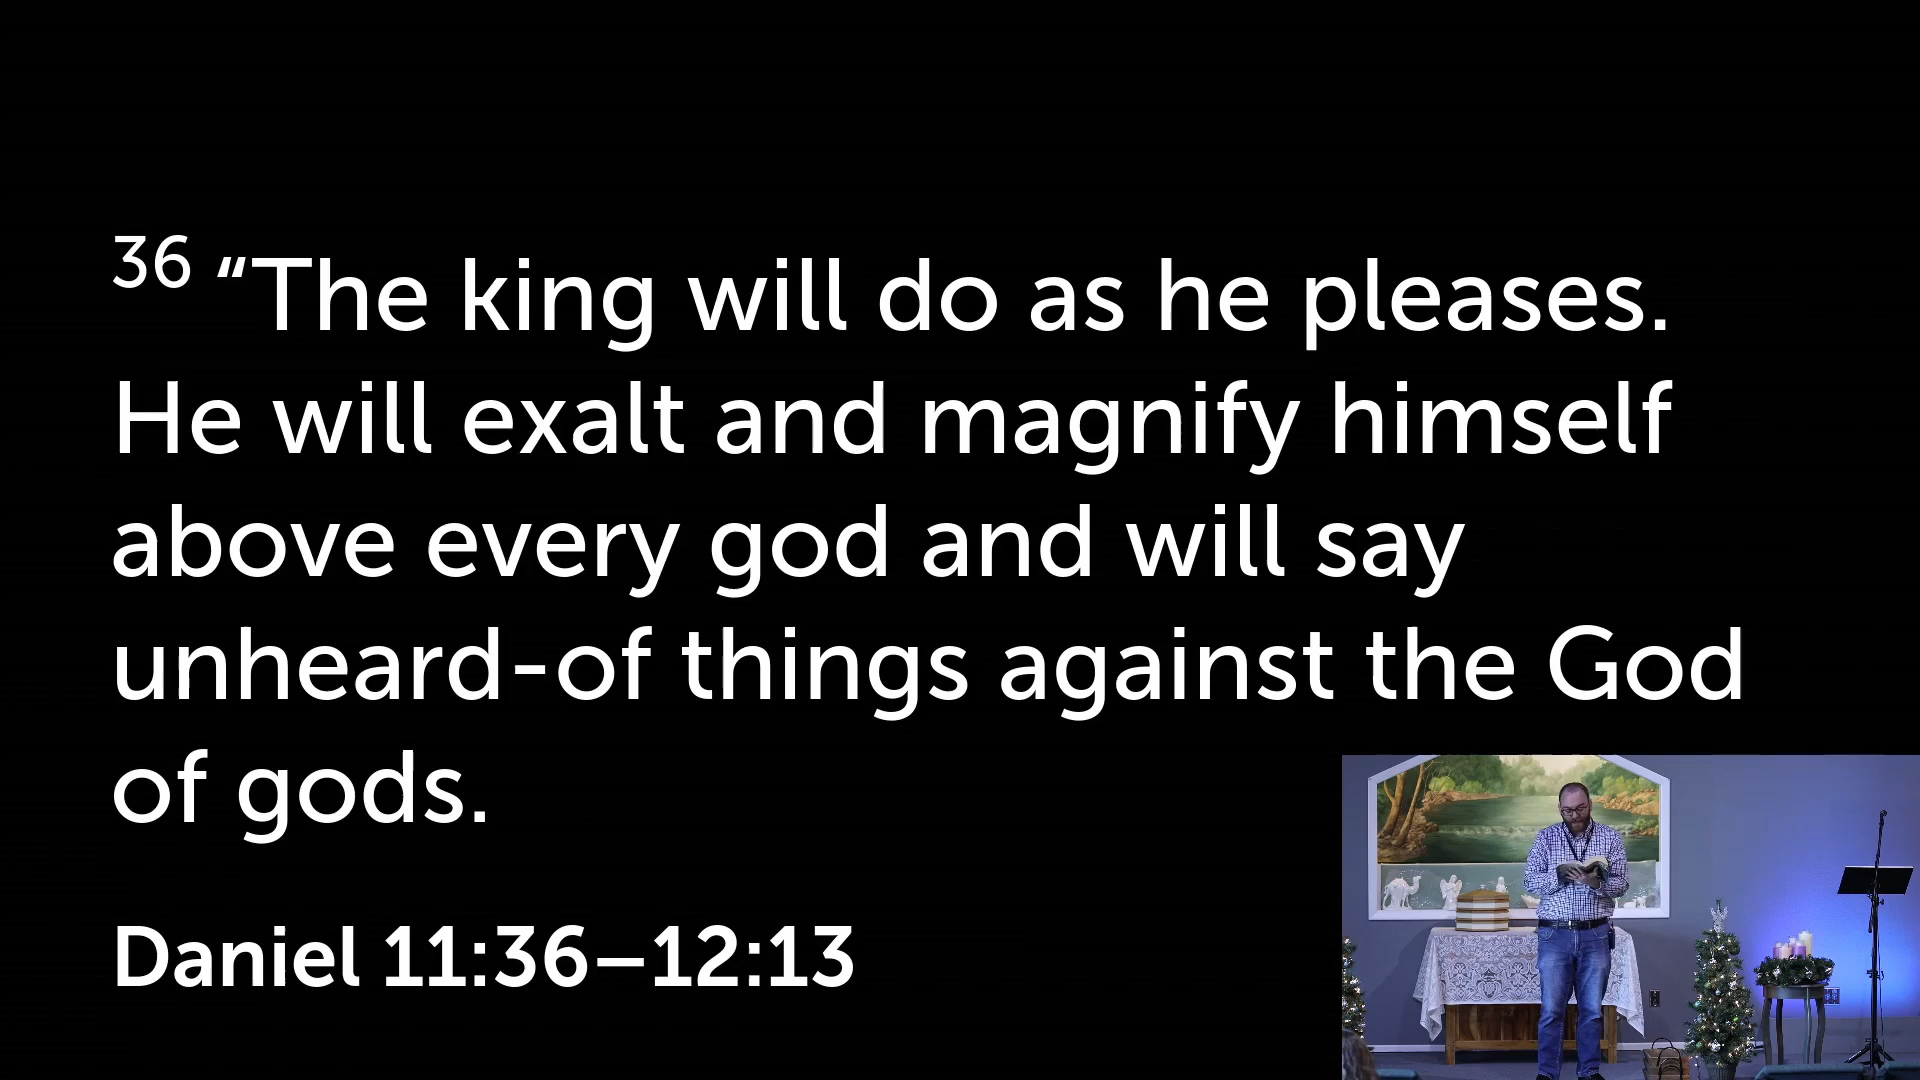 36 “The king will do as he pleases.
He will exalt and magnify himself
above every god and will say
unheard-of things against the God
of gods.
Daniel 11:36–12:13